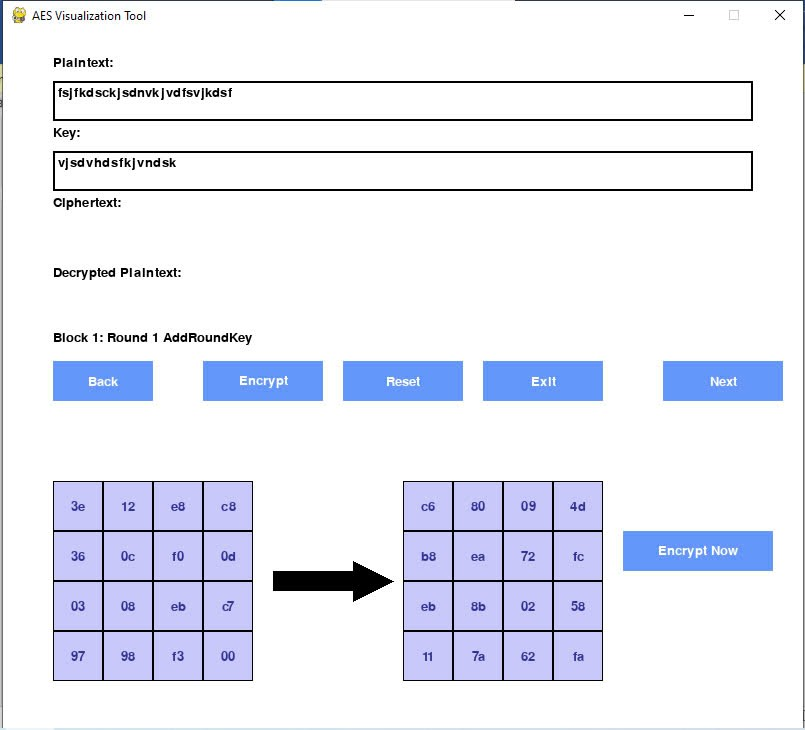 AES Visualization Tool
Plaintext:
fsjfkdsckjsdnvkjvdfsvjkdsf
Key:
vjsdvhdsfkjvndsk
Ciphertext:
Decrypted Plaintext:
Block 1: Round 1 AddRoundKey
Back Encrypt Reset Exit Next
3e 12 e8 c8 c6 80 09 4d
36 0c f0 0d b8 ea 72 fc
Encrypt Now
03 08 eb c7 eb 8b 02 58
97 98 f3 00 11 7a 62 fa